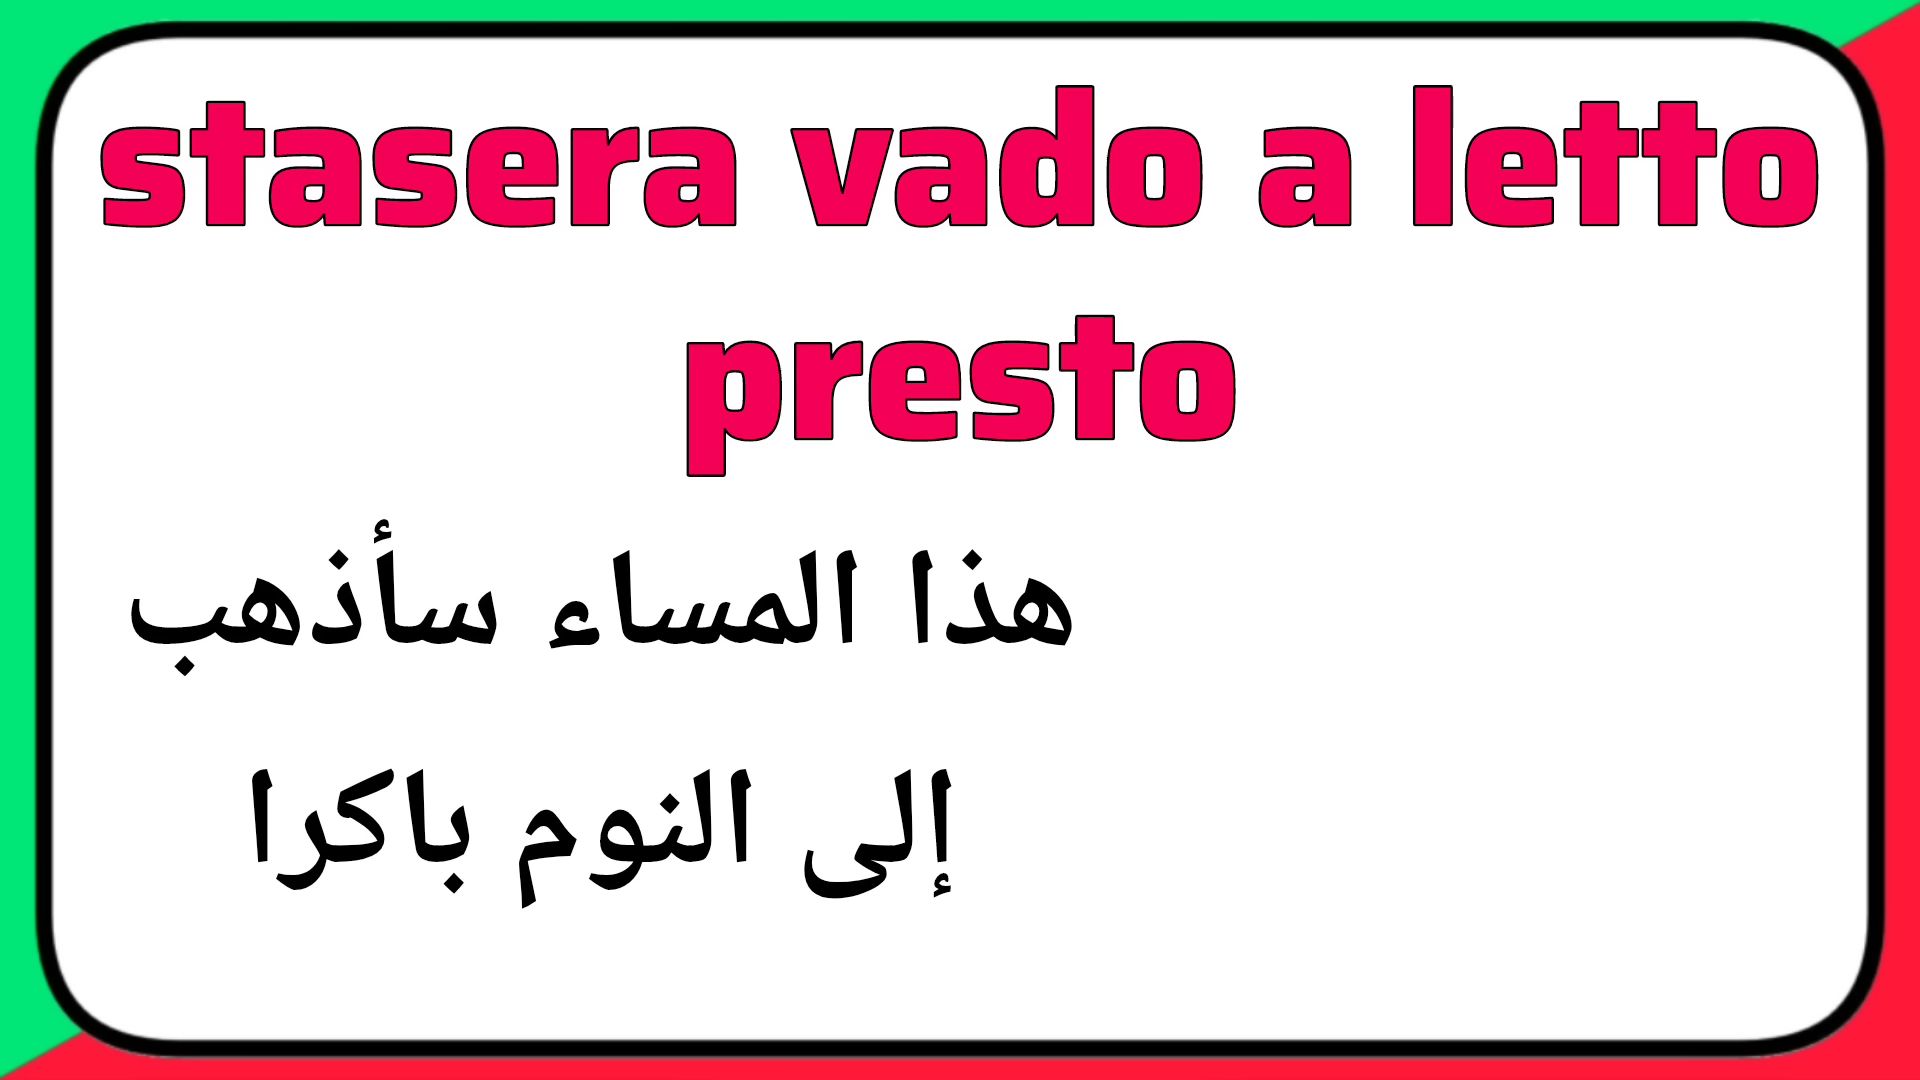 stasera vado a letto
presto
هذا المساء سأذهب
إلى النوم باكرا